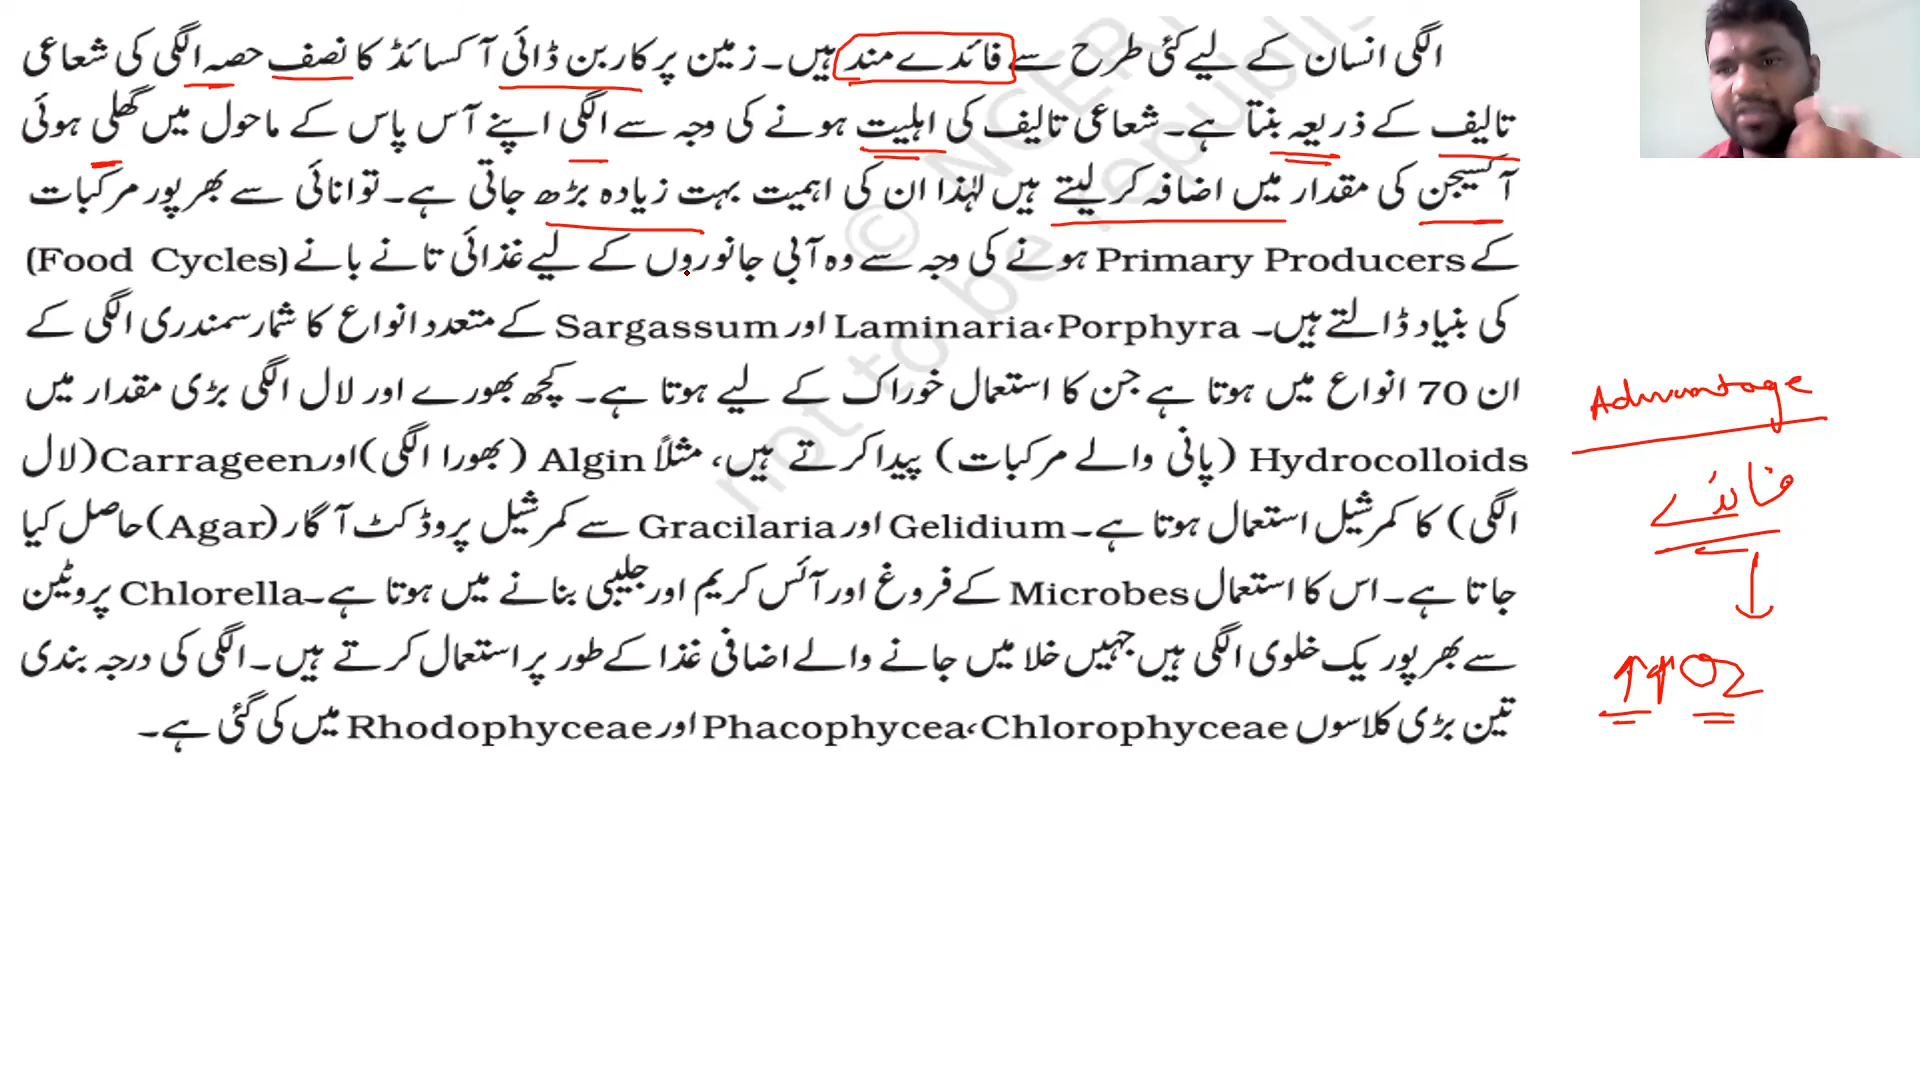 الگی انسان کے لیے کئی طرح سے فائدے مند ہیں۔ زمین پر کاربن ڈائی آکسائڈ کا نصف حصہ الگی کی شعاعی
تالیف کے ذریعہ بنتا ہے۔ شعاعی تالیف کی اہلیت ہونے کی وجہ سے الگی اپنے آس پاس کے ماحول میں گھلی ہوئی
آکسیجن کی مقدار میں اضافہ کر لیتے ہیں لہٰذا ان کی اہمیت بہت زیادہ بڑھ جاتی ہے۔ توانائی سے بھرپور مرکبات
کے Primary Producers ہونے کی وجہ سے وہ آبی جانوروں کے لیے غذائی تانے بانے (Food Cycles)
کی بنیاد ڈالتے ہیں۔ Laminaria،Porphyra اور Sargassum کے متعدد انواع کا شمار سمندری الگی کے
ان 70 انواع میں ہوتا ہے جن کا استعمال خوراک کے لیے ہوتا ہے۔ کچھ بھورے اور لال الگی بڑی مقدار میں
Hydrocolloids (پانی والے مرکبات) پیدا کرتے ہیں، مثلاً Algin (بھورا الگی) اور Carrageen (لال
الگی) کا کمرشیل استعمال ہوتا ہے۔ Gelidium اور Gracilaria سے کمرشیل پروڈکٹ آگار (Agar) حاصل کیا
جاتا ہے۔ اس کا استعمال Microbes کے فروغ اور آئس کریم اور جلیبی بنانے میں ہوتا ہے۔ Chlorella پروٹین
سے بھرپور یک خلوی الگی ہیں جہیں خلا میں جانے والے اضافی غذا کے طور پر استعمال کرتے ہیں۔ الگی کی درجہ بندی
تین بڑی کلاسوں Phacophycea،Chlorophyceae اور Rhodophyceae میں کی گئی ہے۔
© NCERT
not to be republis
Advantage
فائدے
↓
↑↑O2